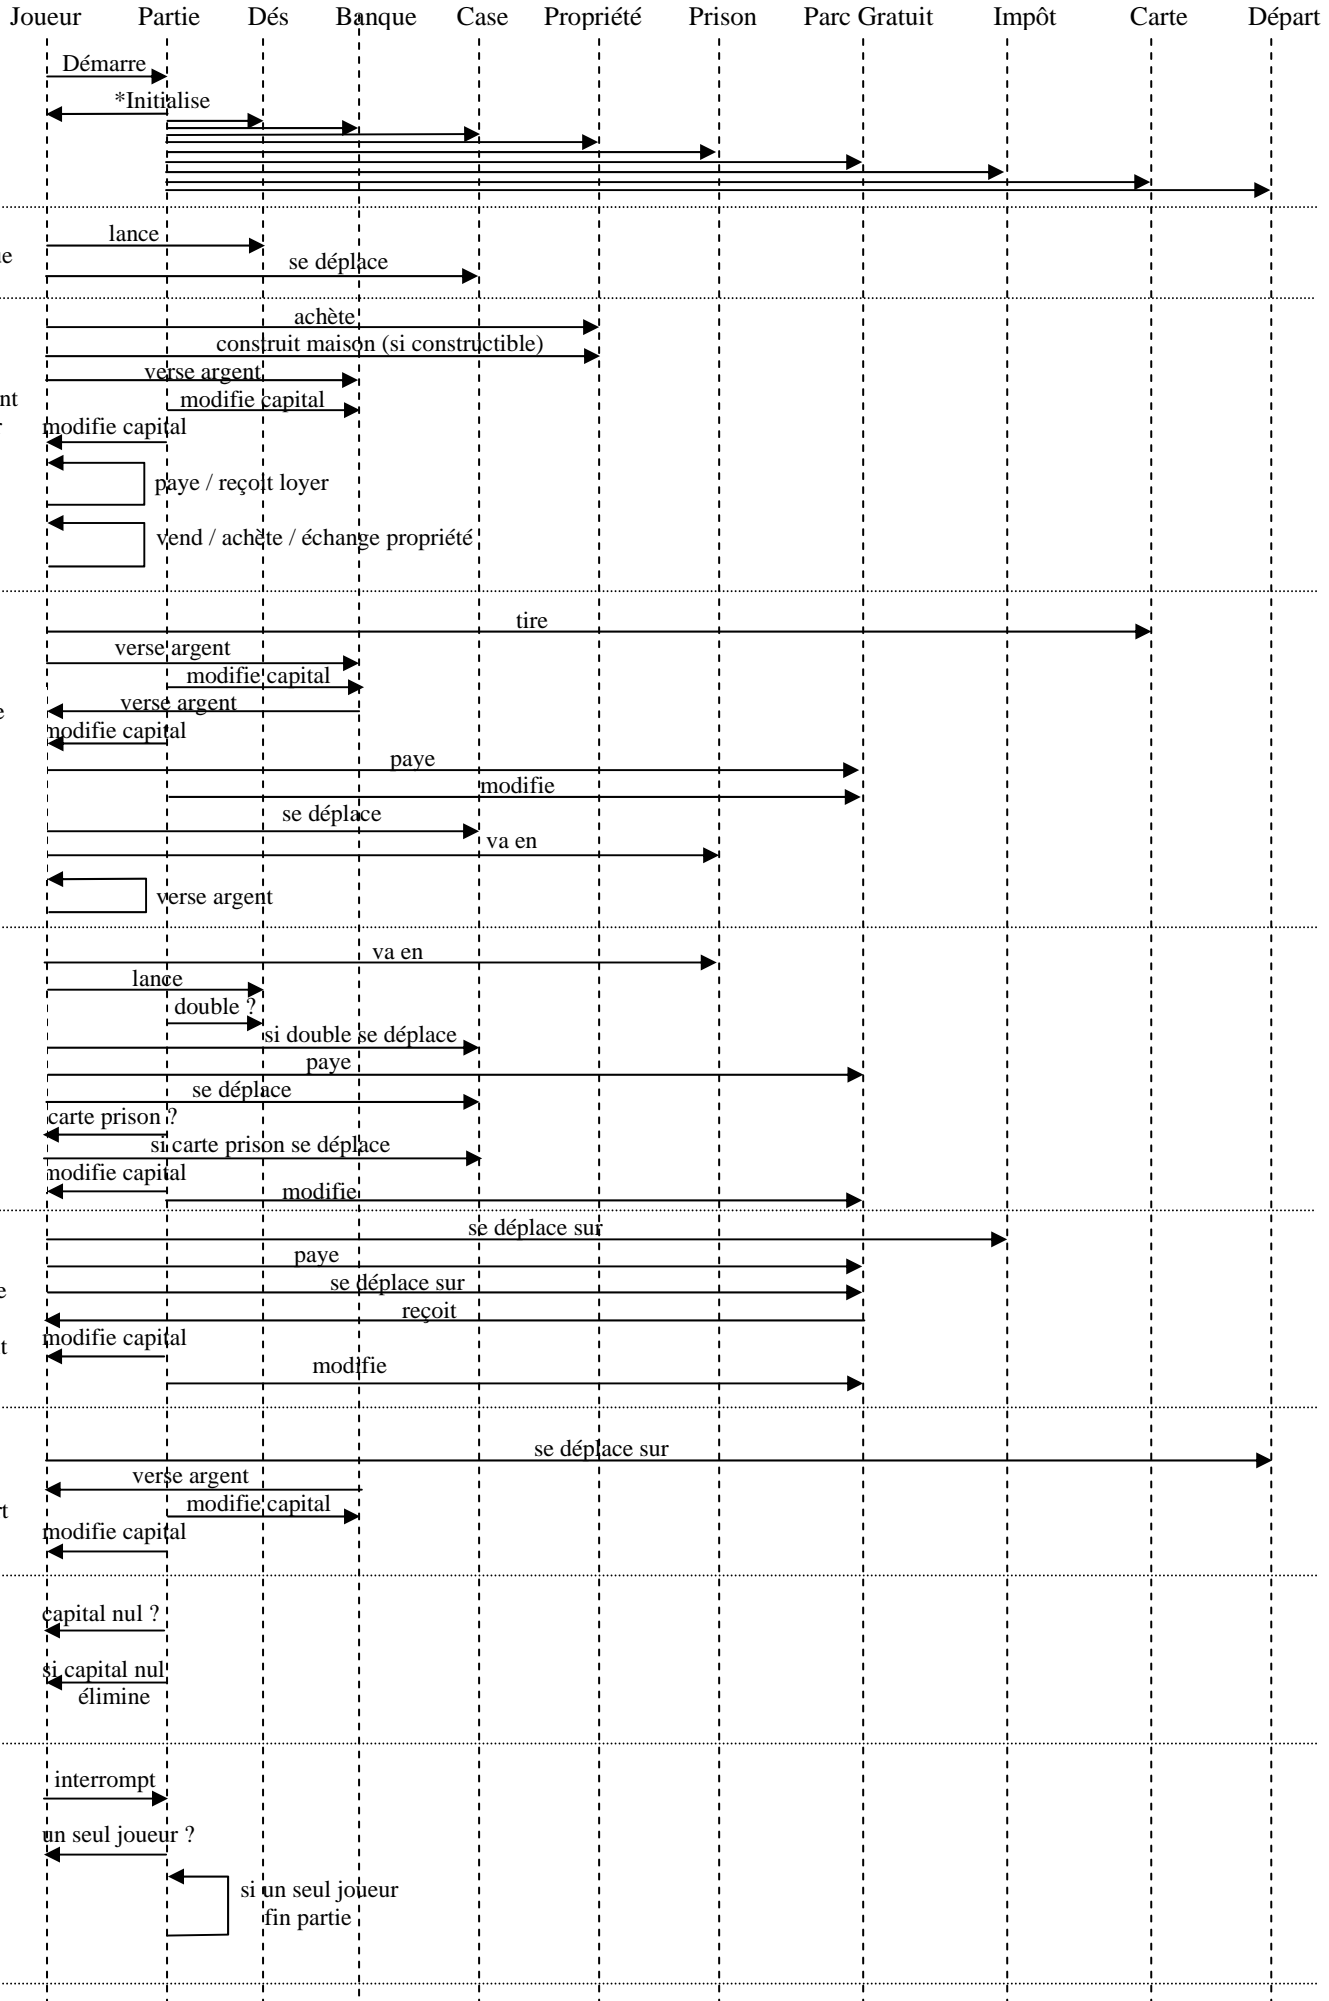 Joueur Partie Dés Banque Case Propriété Prison Parc Gratuit Impôt Carte Départ
Démarre
*Initialise
lance
se déplace
achète
construit maison (si constructible)
verse argent
modifie capital
modifie capital
paye / reçoit loyer
vend / achète / échange propriété
tire
verse argent
modifie capital
verse argent
modifie capital
paye
modifie
se déplace
va en
verse argent
va en
lance
double ?
si double se déplace
paye
se déplace
carte prison ?
si carte prison se déplace
modifie capital
modifie
se déplace sur
paye
se déplace sur
reçoit
modifie capital
modifie
se déplace sur
verse argent
modifie capital
modifie capital
capital nul ?
si capital nul
élimine
interrompt
un seul joueur ?
si un seul joueur
fin partie